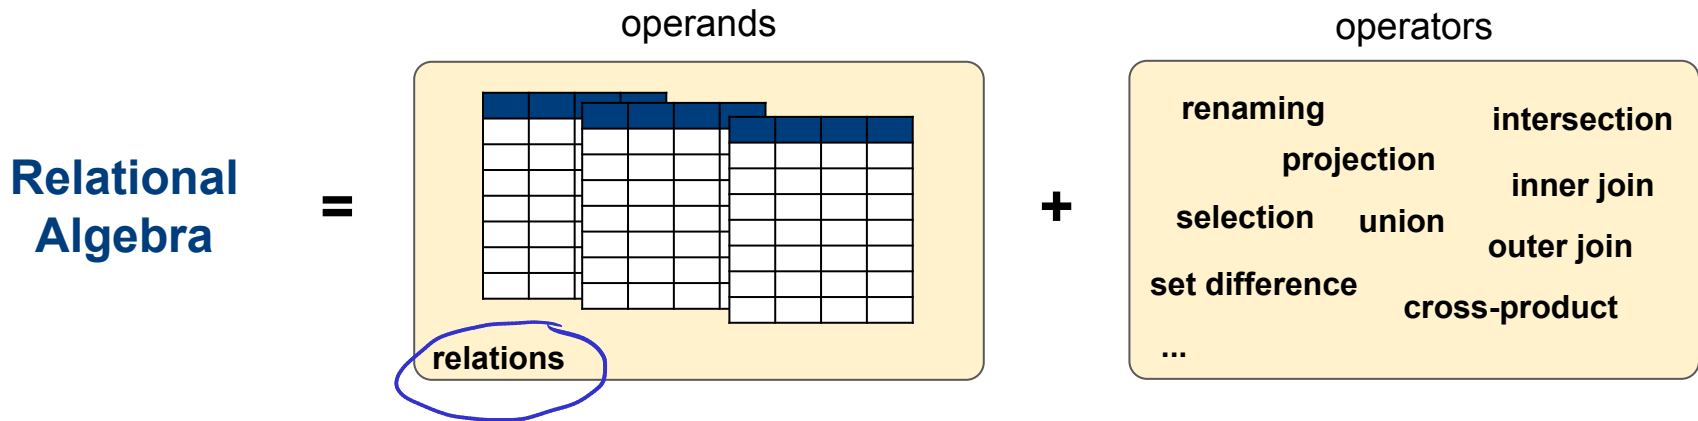 operands
operators
Relational
Algebra
=
relations
+
renaming
intersection
projection
inner join
selection
union
outer join
set difference
cross-product
...